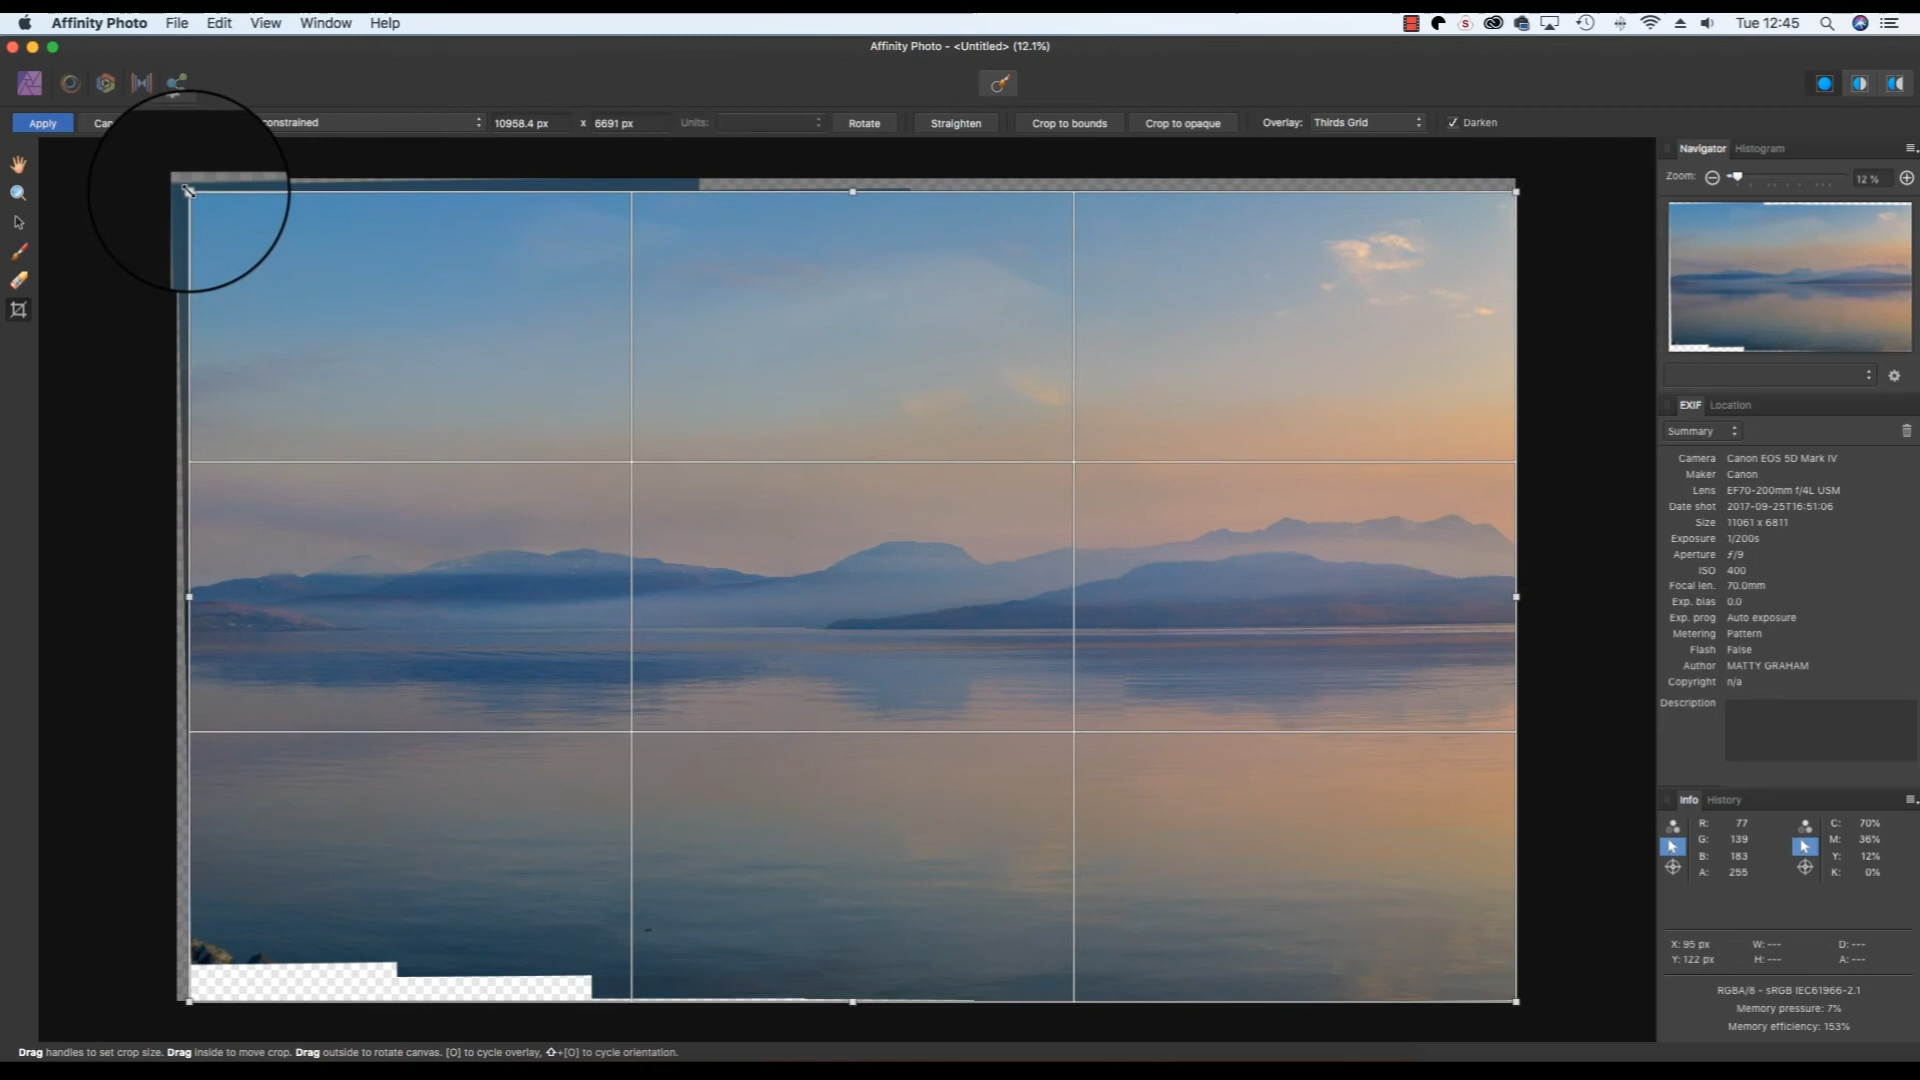 Affinity Photo File Edit View Window Help Tue 12:45
Affinity Photo - <Untitled> (12.1%)
Apply Can constrained 10958.4 px x 6691 px Units: Rotate Straighten Crop to bounds Crop to opaque Overlay: Thirds Grid Darken
Navigator Histogram
Zoom: 12 %
EXIF Location
Summary
Camera Canon EOS 5D Mark IV
Maker Canon
Lens EF70-200mm f/4L USM
Date shot 2017-09-25T16:51:06
Size 11061 x 6811
Exposure 1/200s
Aperture ƒ/9
ISO 400
Focal len. 70.0mm
Exp. bias 0.0
Exp. prog Auto exposure
Metering Pattern
Flash False
Author MATTY GRAHAM
Copyright n/a
Description
Info History
R: 77 C: 70%
G: 139 M: 36%
B: 183 Y: 12%
A: 255 K: 0%
X: 95 px W: --- D: ---
Y: 122 px H: --- A: ---
RGBA/8 - sRGB IEC61966-2.1
Memory pressure: 7%
Memory efficiency: 153%
Drag handles to set crop size. Drag inside to move crop. Drag outside to rotate canvas. [O] to cycle overlay, ⇧+[O] to cycle orientation.